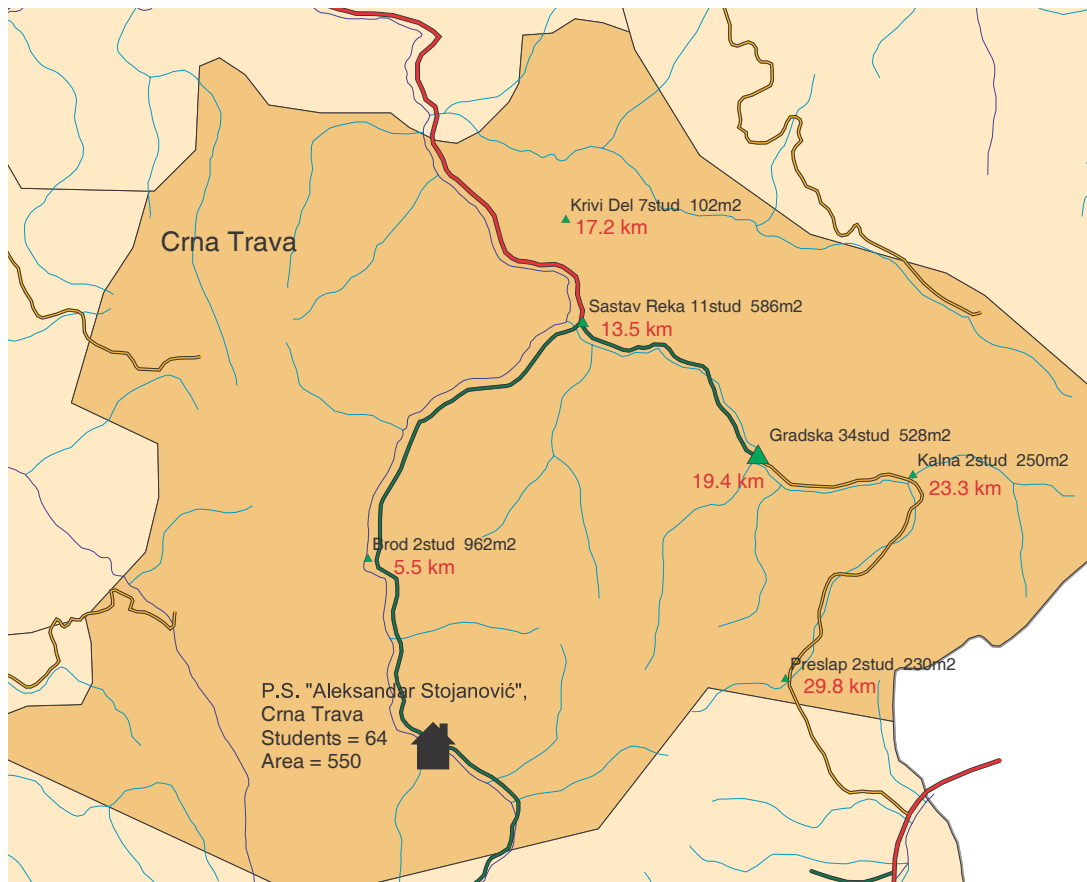 Krivi Del 7stud 102m2
17.2 km
Crna Trava
Sastav Reka 11stud 586m2
13.5 km
Gradska 34stud 528m2
19.4 km
Kalna 2stud 250m2
23.3 km
Brod 2stud 962m2
5.5 km
Preslap 2stud 230m2
29.8 km
P.S. "Aleksandar Stojanović",
Crna Trava
Students = 64
Area = 550